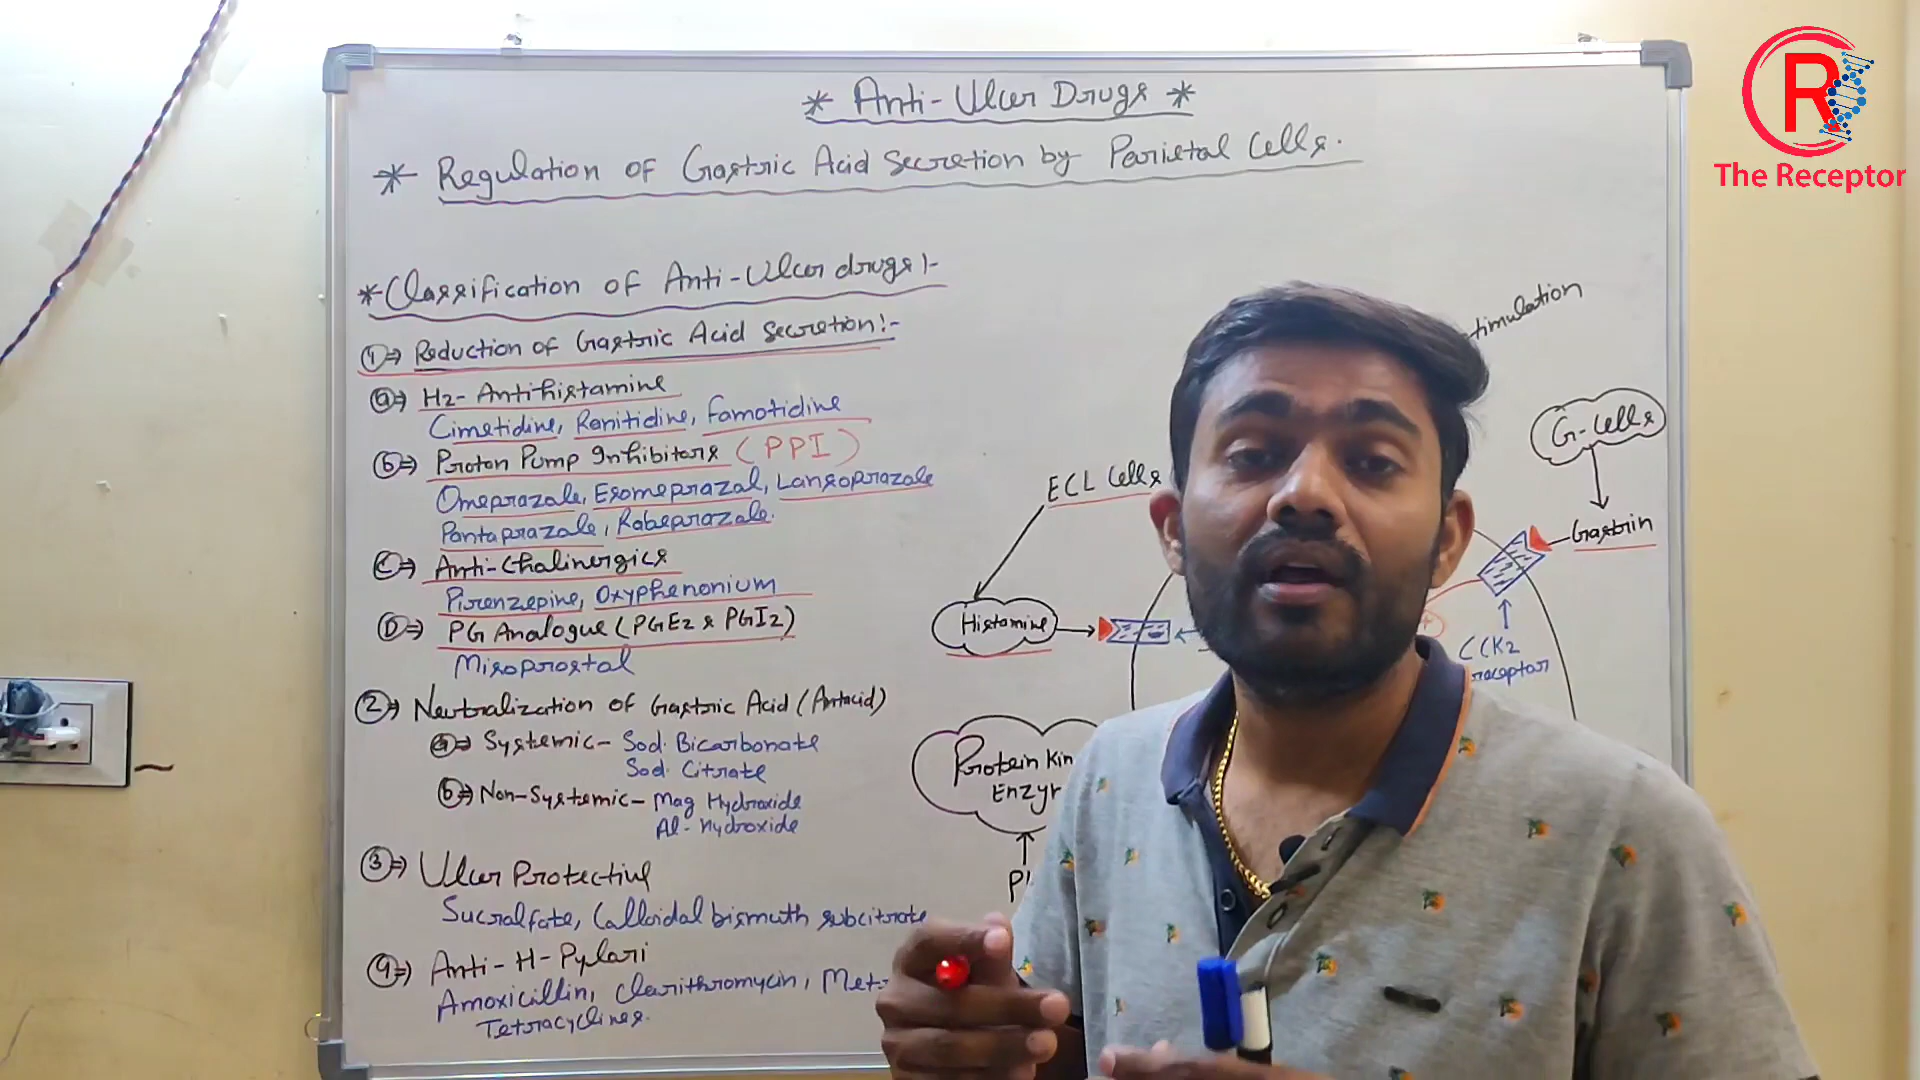 * Anti-Ulcer Drugs *
* Regulation of Gastric Acid Secretion by Parietal Cells.
*Classification of Anti-Ulcer drugs:-
①⇒ Reduction of Gastric Acid Secretion:-
ⓐ⇒ H2-Antihistamine
Cimetidine, Ranitidine, Famotidine
ⓑ⇒ Proton Pump Inhibitors (PPI)
Omeprazole, Esomeprazol, Lansoprazole
Pantaprazole, Rabeprazole.
ⓒ⇒ Anti-Cholinergics
Pirenzepine, Oxyphenonium
Ⓓ⇒ PG Analogue (PGE2 & PGI2)
Misoprostal
②⇒ Neutralization of Gastric Acid (Antacid)
ⓐ⇒ Systemic- Sod. Bicarbonate
Sod. Citrate
ⓑ⇒ Non-Systemic- Mag Hydroxide
Al-Hydroxide
③⇒ Ulcer Protective
Sucralfate, Colloidal bismuth subcitrate
④⇒ Anti-H-Pylori
Amoxicillin, Clarithromycin, Met
Tetracyclines.
timulation
G-Cells
Gastrin
CCK2
receptor
ECL Cells
Histamine
Protein Kin
Enzy
R
The Receptor